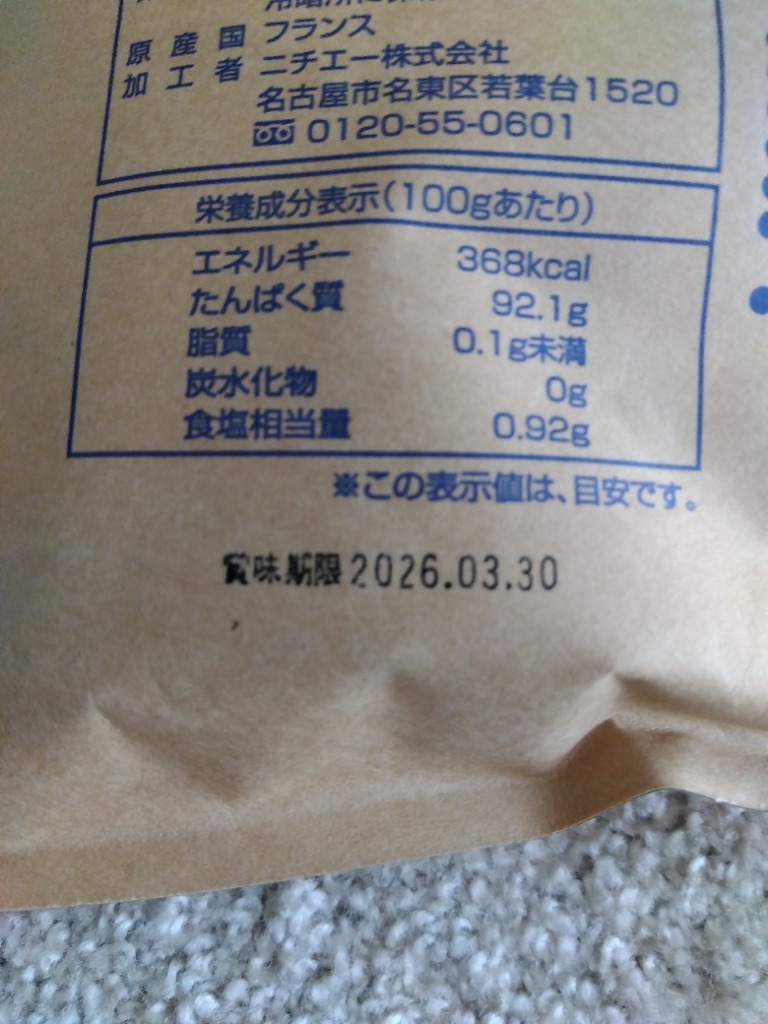 原産国 フランス
加工者 ニチエー株式会社
名古屋市名東区若葉台1520
0120-55-0601
栄養成分表示(100gあたり)
エネルギー 368kcal
たんぱく質 92.1g
脂質 0.1g未満
炭水化物 0g
食塩相当量 0.92g
※この表示値は、目安です。
賞味期限2026.03.30